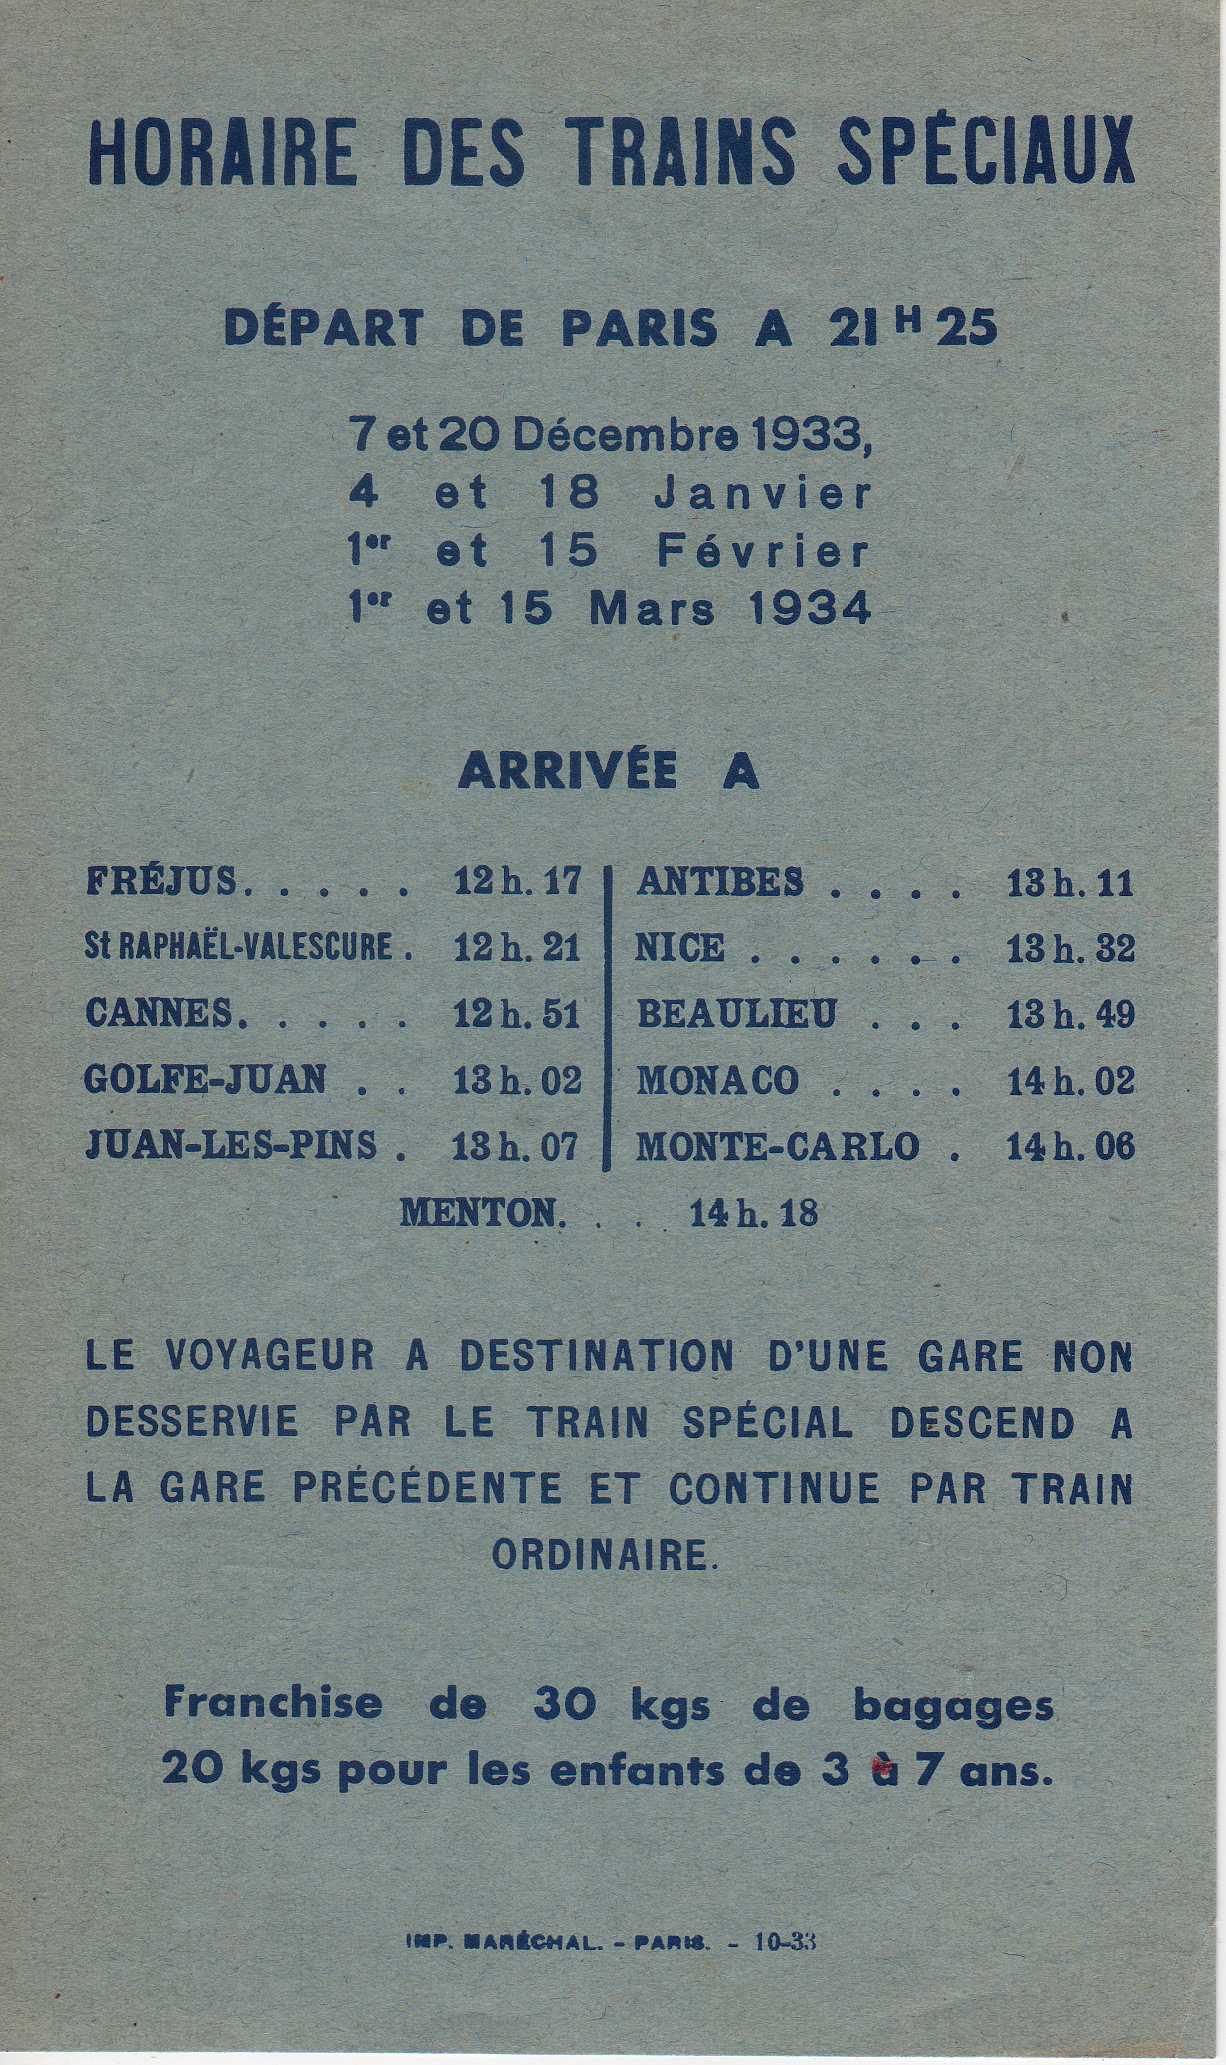 HORAIRE DES TRAINS SPÉCIAUX
DÉPART DE PARIS A 21 H 25
7 et 20 Décembre 1933,
4 et 18 Janvier
1er et 15 Février
1er et 15 Mars 1934
ARRIVÉE A
FRÉJUS. . . . . . 12 h. 17
St RAPHAËL-VALESCURE . 12 h. 21
CANNES. . . . . . 12 h. 51
GOLFE-JUAN . . 13 h. 02
JUAN-LES-PINS . 13 h. 07
ANTIBES . . . . 13 h. 11
NICE . . . . . . 13 h. 32
BEAULIEU . . . 13 h. 49
MONACO . . . . 14 h. 02
MONTE-CARLO . 14 h. 06
MENTON. . . . 14 h. 18
LE VOYAGEUR A DESTINATION D'UNE GARE NON
DESSERVIE PAR LE TRAIN SPÉCIAL DESCEND A
LA GARE PRÉCÉDENTE ET CONTINUE PAR TRAIN
ORDINAIRE.
Franchise de 30 kgs de bagages
20 kgs pour les enfants de 3 à 7 ans.
IMP. MARÉCHAL. - PARIS. - 10-33